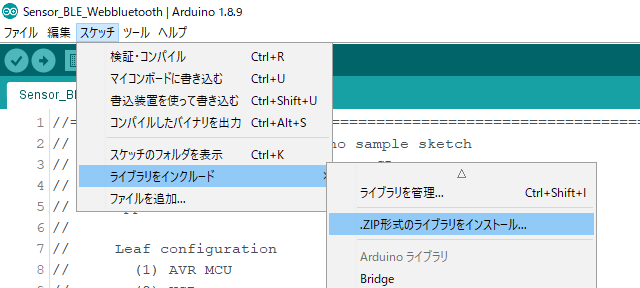 Sensor_BLE_Webbluetooth | Arduino 1.8.9
ファイル 編集 スケッチ ツール ヘルプ
検証・コンパイル Ctrl+R
マイコンボードに書き込む Ctrl+U
書込装置を使って書き込む Ctrl+Shift+U
コンパイルしたバイナリを出力 Ctrl+Alt+S
スケッチのフォルダを表示 Ctrl+K
ライブラリをインクルード
ファイルを追加...
△
ライブラリを管理... Ctrl+Shift+I
.ZIP形式のライブラリをインストール...
Arduino ライブラリ
Bridge
Sensor_B
1 //=
2 // no sample sketch
3 //
4 //
5 //
6 //
7 // Leaf configuration
8 // (1) AVR MCU